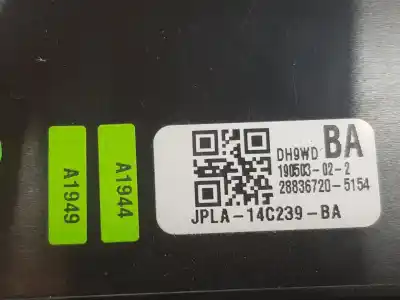 A1949
A1944
DH9WD BA
190503-02-2
28836720-5154
JPLA-14C239-BA